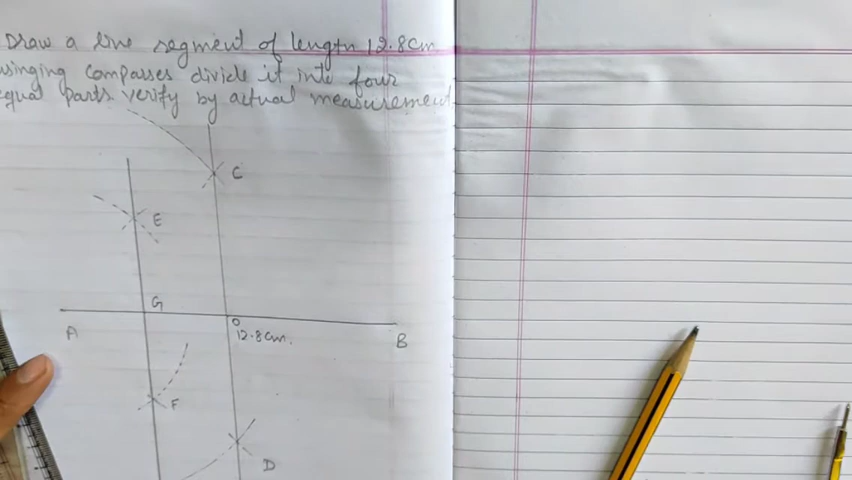 Draw a line segment of length 12.8cm
usinging compasses divide it into four
equal parts verify by actual measurement
C
E
G
A
O
12.8cm.
B
F
D